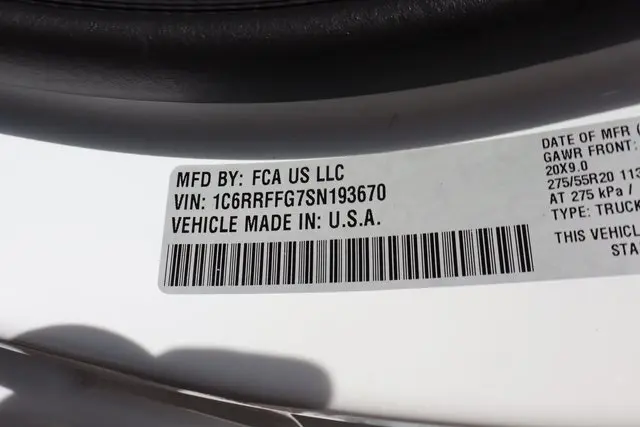 MFD BY: FCA US LLC
VIN: 1C6RRFFG7SN193670
VEHICLE MADE IN: U.S.A.
DATE OF MFR (
GAWR FRONT:
20X9.0
275/55R20 113
AT 275 kPa /
TYPE: TRUCK
THIS VEHICL
STA